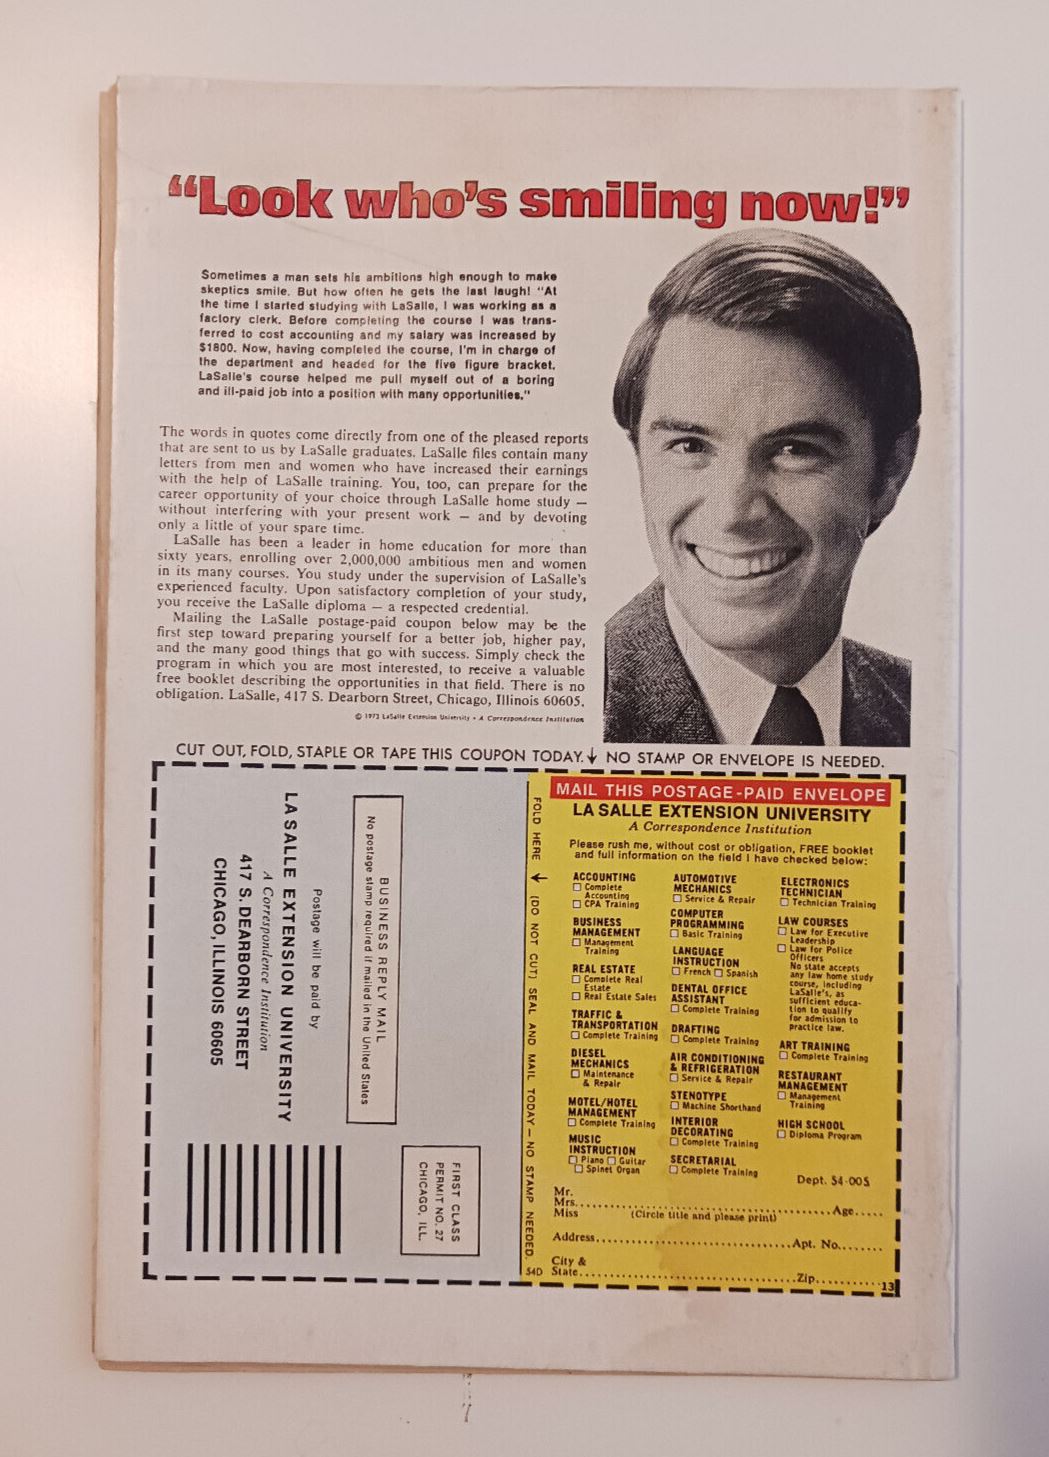 “Look who's smiling now!”
Sometimes a man sets his ambitions high enough to make
skeptics smile. But how often he gets the last laugh! "At
the time I started studying with LaSalle, I was working as a
factory clerk. Before completing the course I was trans-
ferred to cost accounting and my salary was increased by
$1800. Now, having completed the course, I'm in charge of
the department and headed for the five figure bracket.
LaSalle's course helped me pull myself out of a boring
and ill-paid job into a position with many opportunities."
The words in quotes come directly from one of the pleased reports
that are sent to us by LaSalle graduates. LaSalle files contain many
letters from men and women who have increased their earnings
with the help of LaSalle training. You, too, can prepare for the
career opportunity of your choice through LaSalle home study —
without interfering with your present work — and by devoting
only a little of your spare time.
LaSalle has been a leader in home education for more than
sixty years, enrolling over 2,000,000 ambitious men and women
in its many courses. You study under the supervision of LaSalle's
experienced faculty. Upon satisfactory completion of your study,
you receive the LaSalle diploma — a respected credential.
Mailing the LaSalle postage-paid coupon below may be the
first step toward preparing yourself for a better job, higher pay,
and the many good things that go with success. Simply check the
program in which you are most interested, to receive a valuable
free booklet describing the opportunities in that field. There is no
obligation. LaSalle, 417 S. Dearborn Street, Chicago, Illinois 60605.
© 1973 LaSalle Extension University • A Correspondence Institution
CUT OUT, FOLD, STAPLE OR TAPE THIS COUPON TODAY.↓ NO STAMP OR ENVELOPE IS NEEDED.
FIRST CLASS
PERMIT NO. 27
CHICAGO, ILL.
BUSINESS REPLY MAIL
No postage stamp required if mailed in the United States
Postage will be paid by
LA SALLE EXTENSION UNIVERSITY
A Correspondence Institution
417 S. DEARBORN STREET
CHICAGO, ILLINOIS 60605
FOLD HERE ← (DO NOT CUT) SEAL AND MAIL TODAY — NO STAMP NEEDED.
MAIL THIS POSTAGE-PAID ENVELOPE
LA SALLE EXTENSION UNIVERSITY
A Correspondence Institution
Please rush me, without cost or obligation, FREE booklet
and full information on the field I have checked below:
ACCOUNTING
☐ Complete
Accounting
☐ CPA Training
BUSINESS
MANAGEMENT
☐ Management
Training
REAL ESTATE
☐ Complete Real
Estate
☐ Real Estate Sales
TRAFFIC &
TRANSPORTATION
☐ Complete Training
DIESEL
MECHANICS
☐ Maintenance
& Repair
MOTEL/HOTEL
MANAGEMENT
☐ Complete Training
MUSIC
INSTRUCTION
☐ Piano ☐ Guitar
☐ Spinet Organ
AUTOMOTIVE
MECHANICS
☐ Service & Repair
COMPUTER
PROGRAMMING
☐ Basic Training
LANGUAGE
INSTRUCTION
☐ French ☐ Spanish
DENTAL OFFICE
ASSISTANT
☐ Complete Training
DRAFTING
☐ Complete Training
AIR CONDITIONING
& REFRIGERATION
☐ Service & Repair
STENOTYPE
☐ Machine Shorthand
INTERIOR
DECORATING
☐ Complete Training
SECRETARIAL
☐ Complete Training
ELECTRONICS
TECHNICIAN
☐ Technician Training
LAW COURSES
☐ Law for Executive
Leadership
☐ Law for Police
Officers
No state accepts
any law home study
course, including
LaSalle's, as
sufficient educa-
tion to qualify
for admission to
practice law.
ART TRAINING
☐ Complete Training
RESTAURANT
MANAGEMENT
☐ Management
Training
HIGH SCHOOL
☐ Diploma Program
Dept. 54-005
Mr.
Mrs..........................................Age.....
Miss (Circle title and please print)
Address................................Apt. No.......
City &
State...................................Zip..........
54D
13